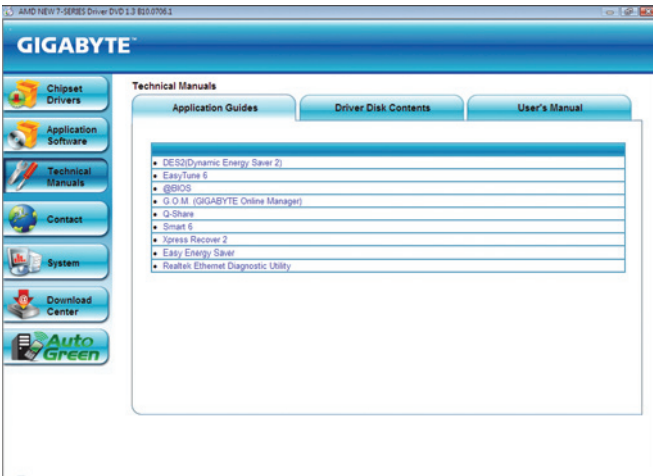 AMD NEW 7-SERIES Driver DVD 1.3 B10.0706.1
GIGABYTE™
Chipset
Drivers
Application
Software
Technical
Manuals
Contact
System
Download
Center
Auto
Green
Technical Manuals
Application Guides
Driver Disk Contents
User's Manual
• DES2(Dynamic Energy Saver 2)
• EasyTune 6
• @BIOS
• G.O.M. (GIGABYTE Online Manager)
• Q-Share
• Smart 6
• Xpress Recover 2
• Easy Energy Saver
• Realtek Ethernet Diagnostic Utility